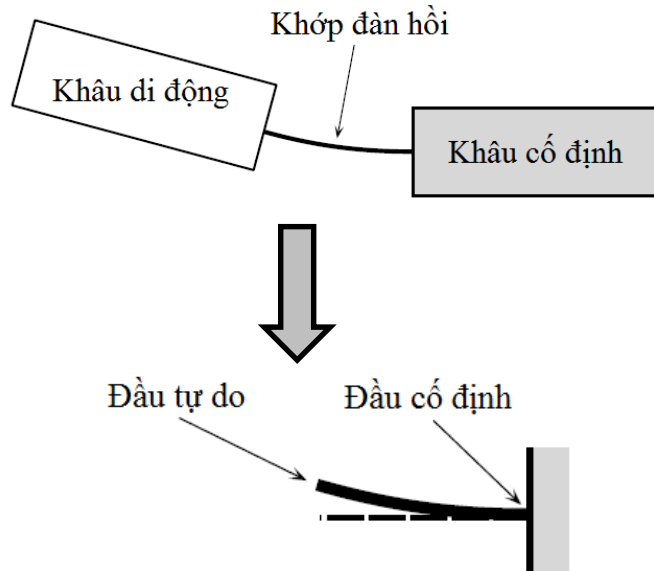 Khớp đàn hồi
Khâu di động
Khâu cố định
Đầu tự do
Đầu cố định